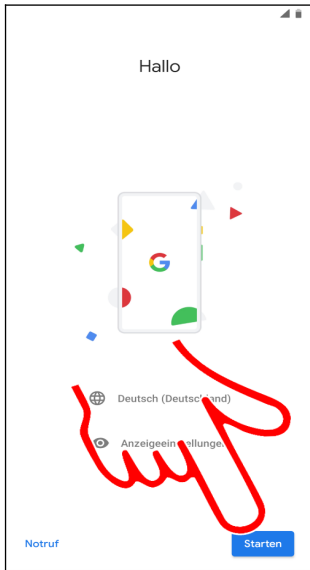 Hallo
Deutsch (Deutschland)
Anzeigeeinstellungen
Notruf
Starten